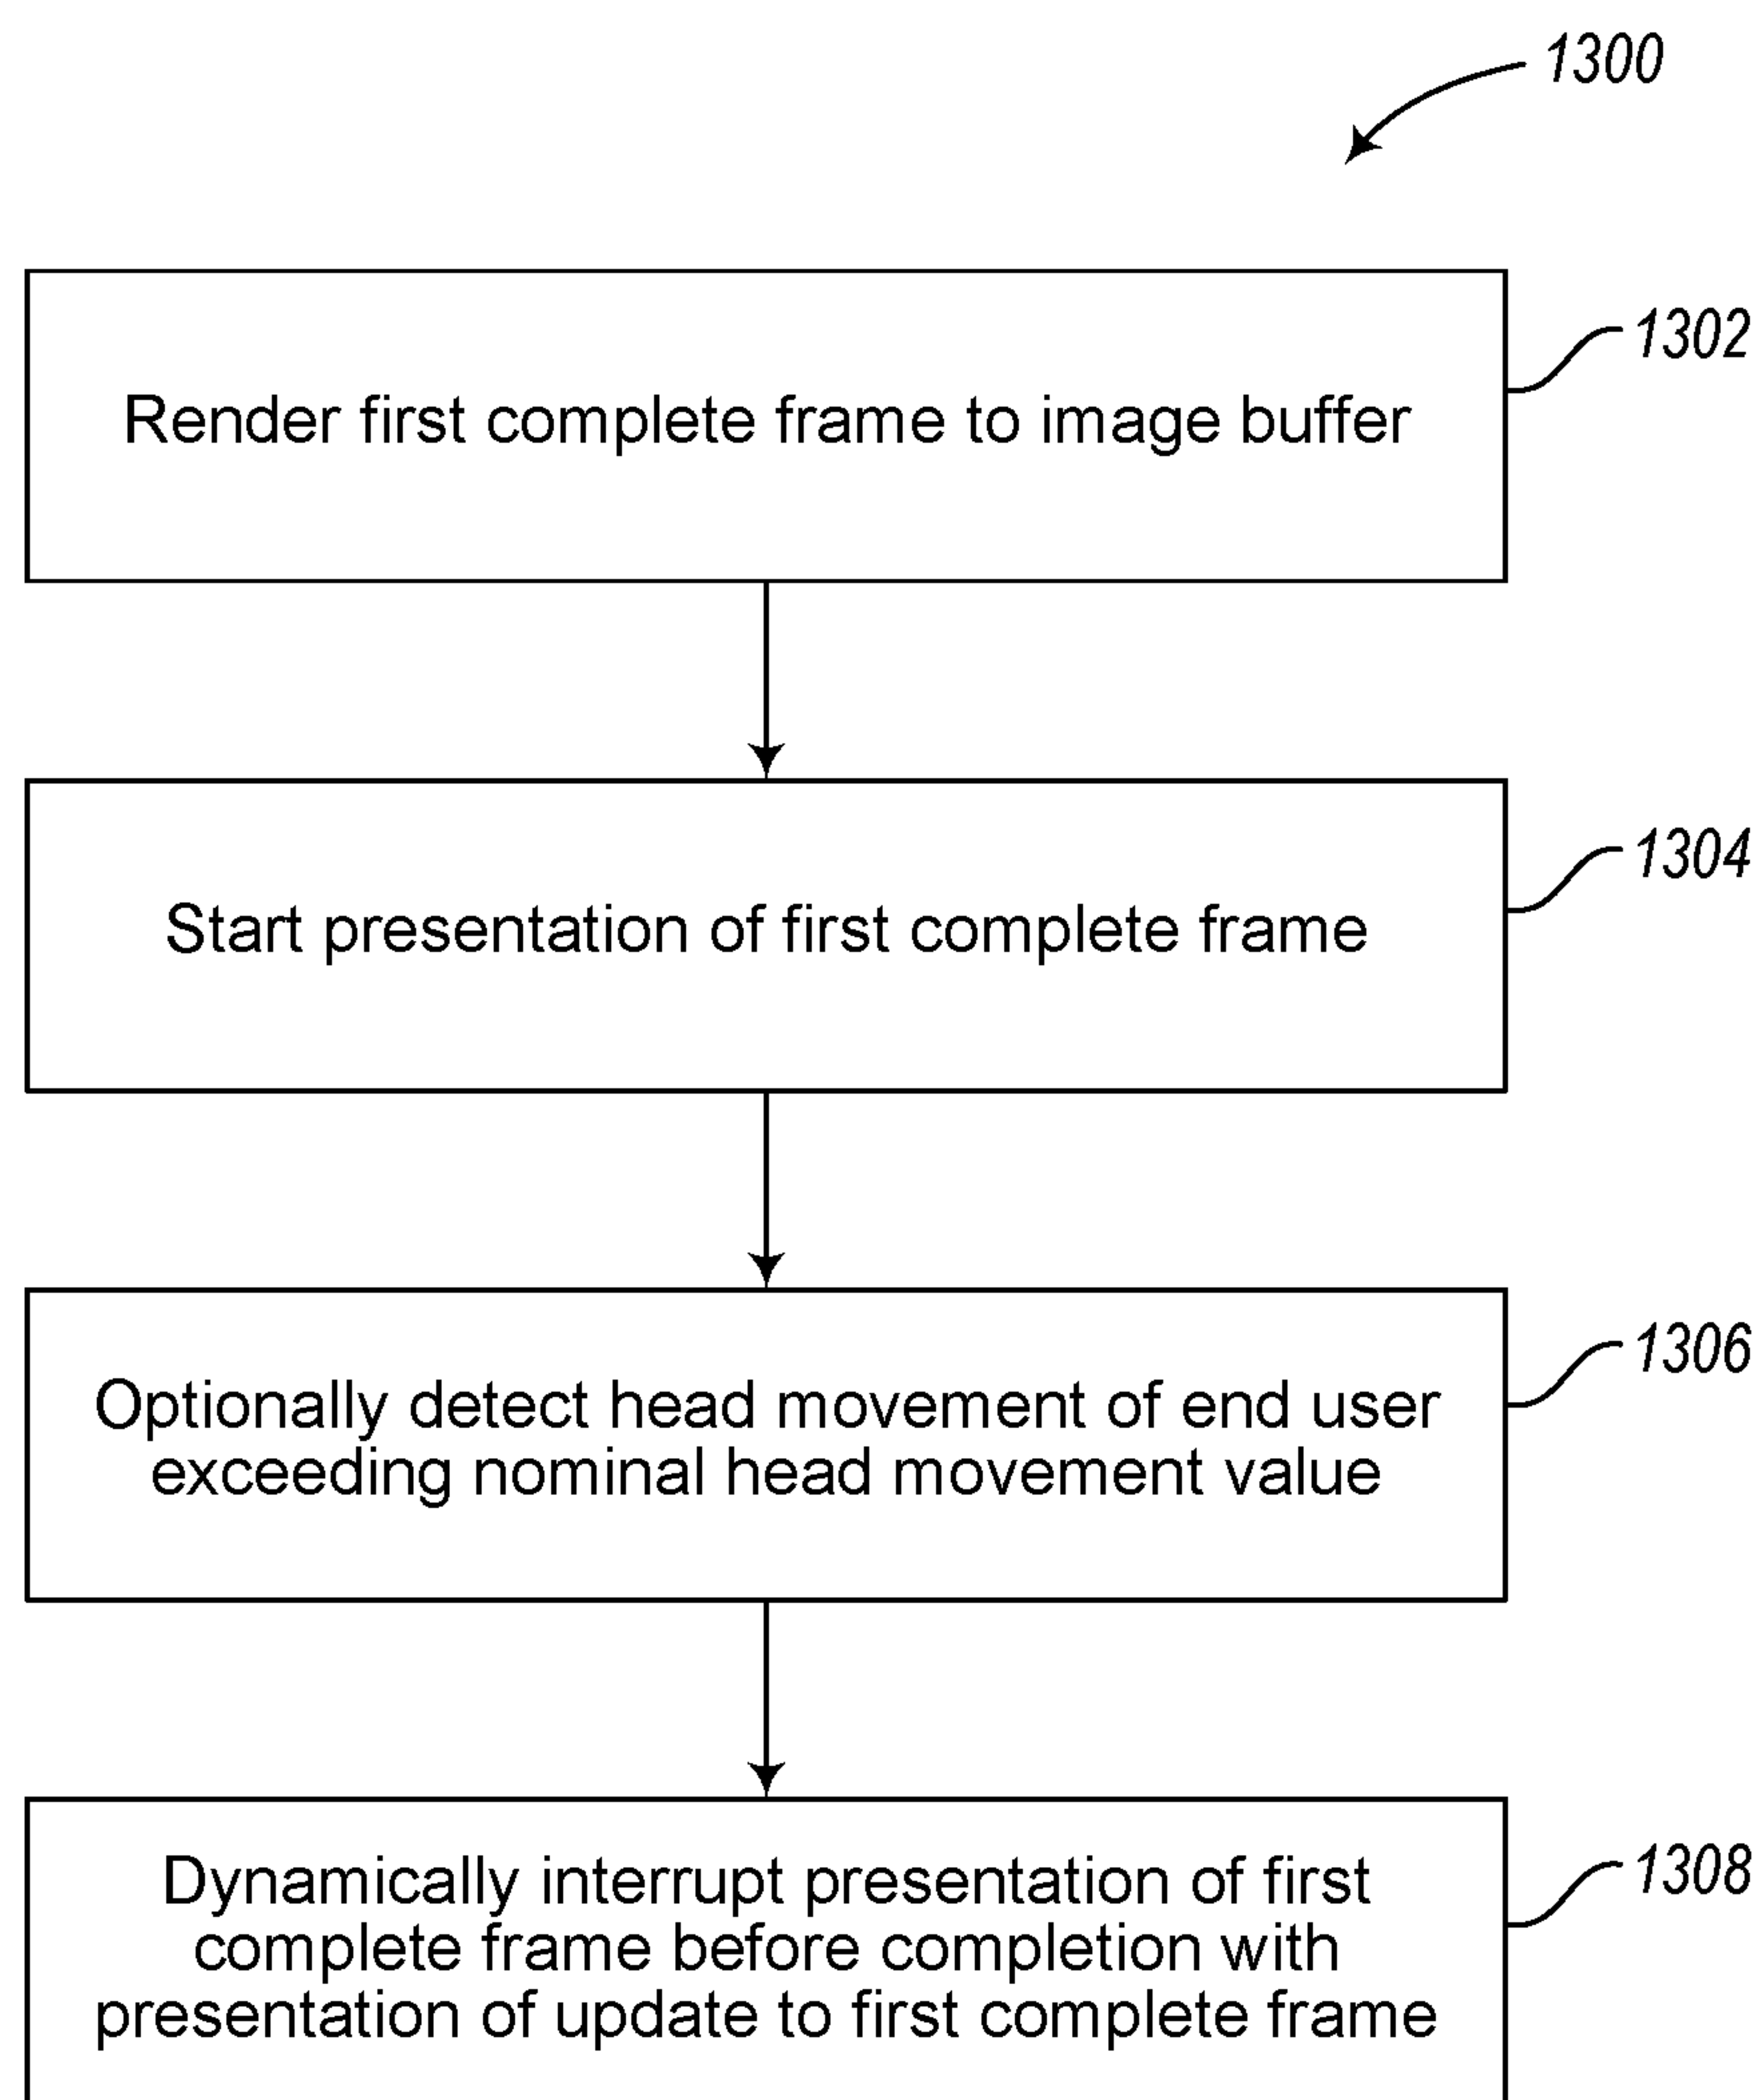 1300
Render first complete frame to image buffer
1302
Start presentation of first complete frame
1304
Optionally detect head movement of end user
exceeding nominal head movement value
1306
Dynamically interrupt presentation of first
complete frame before completion with
presentation of update to first complete frame
1308